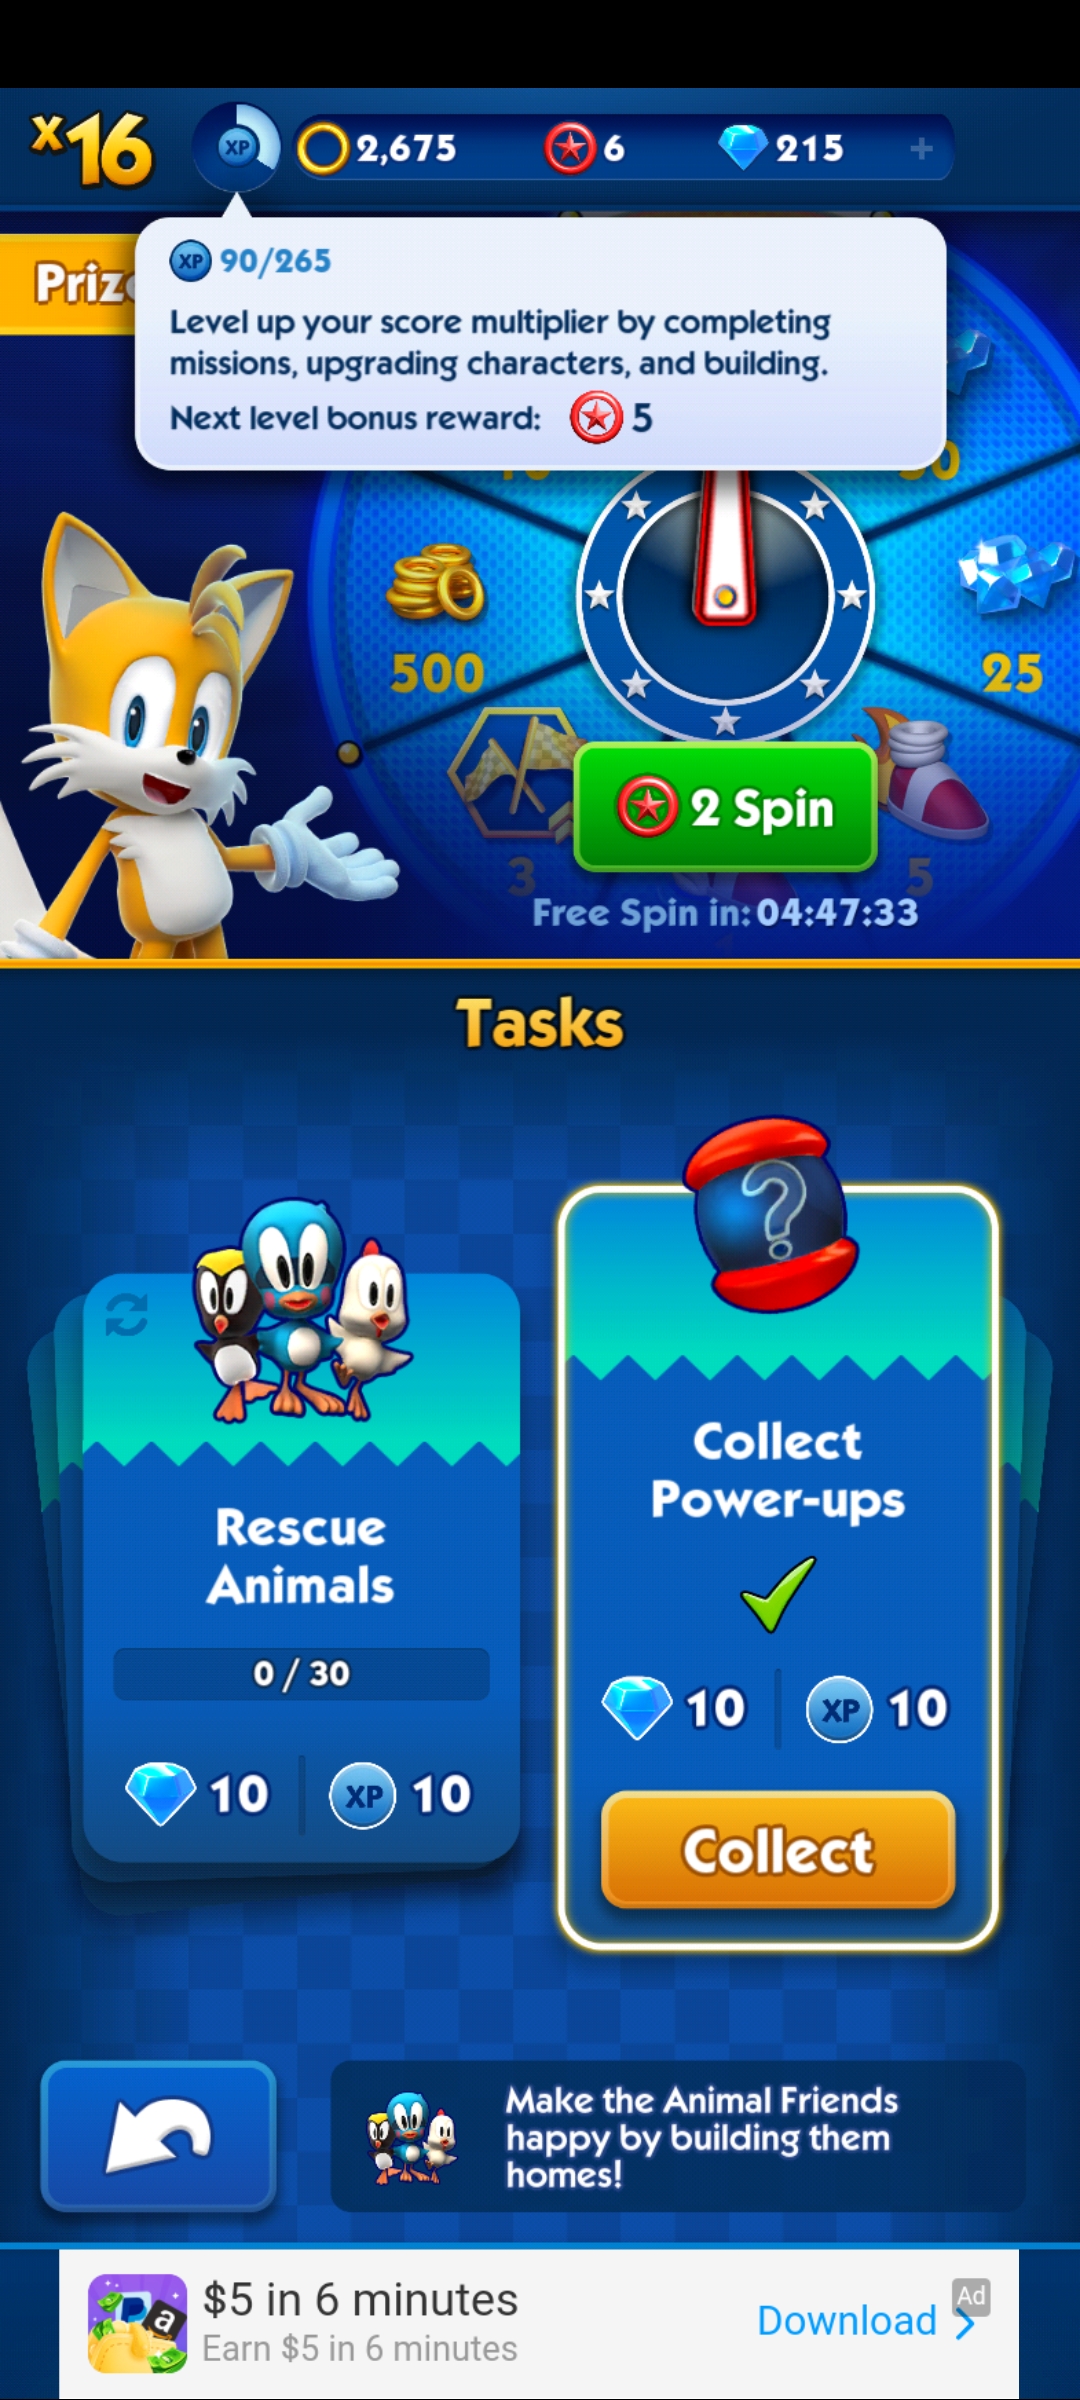 x16
XP
2,675
6
215
+
XP 90/265
Level up your score multiplier by completing
missions, upgrading characters, and building.
Next level bonus reward: 5
500
25
2 Spin
3
5
Free Spin in: 04:47:33
Tasks
?
Collect
Power-ups
Rescue
Animals
0 / 30
10
XP 10
10
XP 10
Collect
Make the Animal Friends
happy by building them
homes!
$5 in 6 minutes
Earn $5 in 6 minutes
Download
Ad